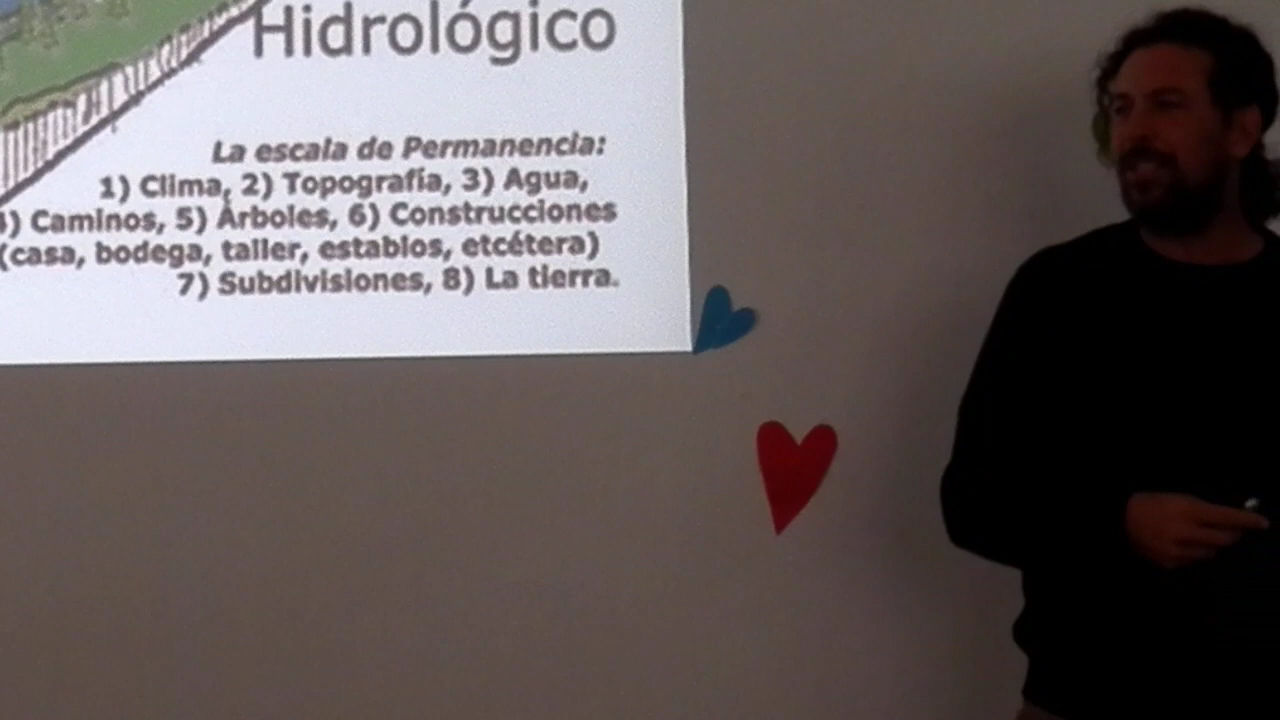 Hidrológico
La escala de Permanencia:
1) Clima, 2) Topografía, 3) Agua,
4) Caminos, 5) Árboles, 6) Construcciones
(casa, bodega, taller, establos, etcétera)
7) Subdivisiones, 8) La tierra.